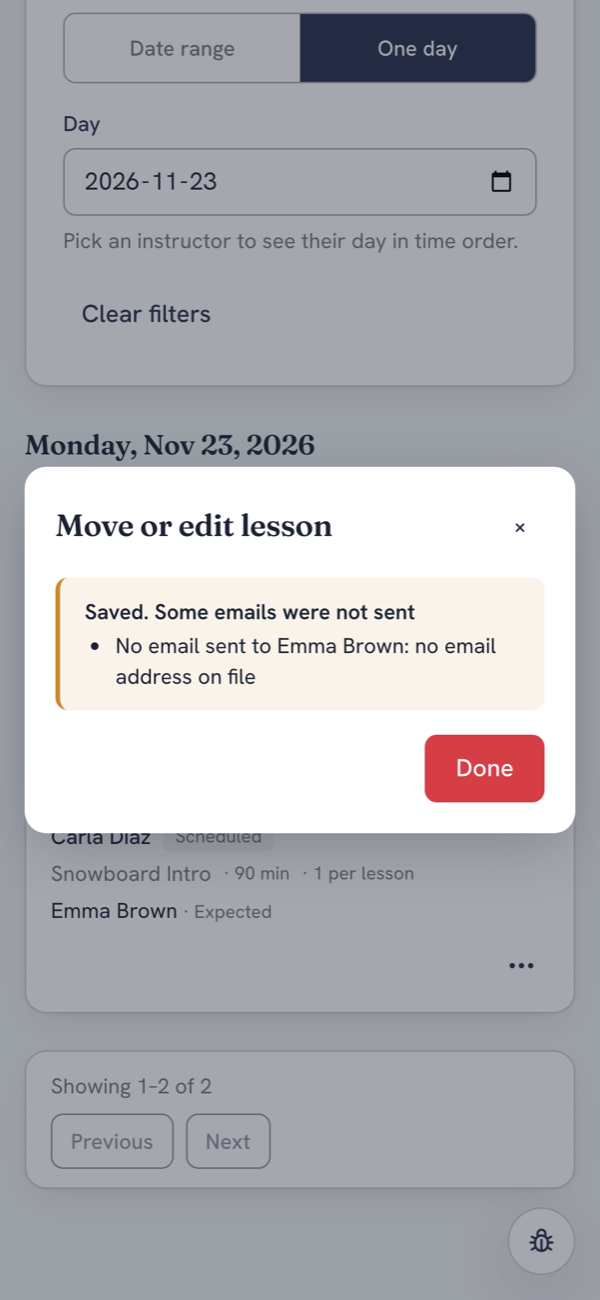 Date range
One day
Day
2026-11-23
Pick an instructor to see their day in time order.
Clear filters
Monday, Nov 23, 2026
Move or edit lesson
×
Saved. Some emails were not sent
• No email sent to Emma Brown: no email
address on file
Done
Carla Diaz Scheduled
Snowboard Intro · 90 min · 1 per lesson
Emma Brown · Expected
•••
Showing 1–2 of 2
Previous
Next